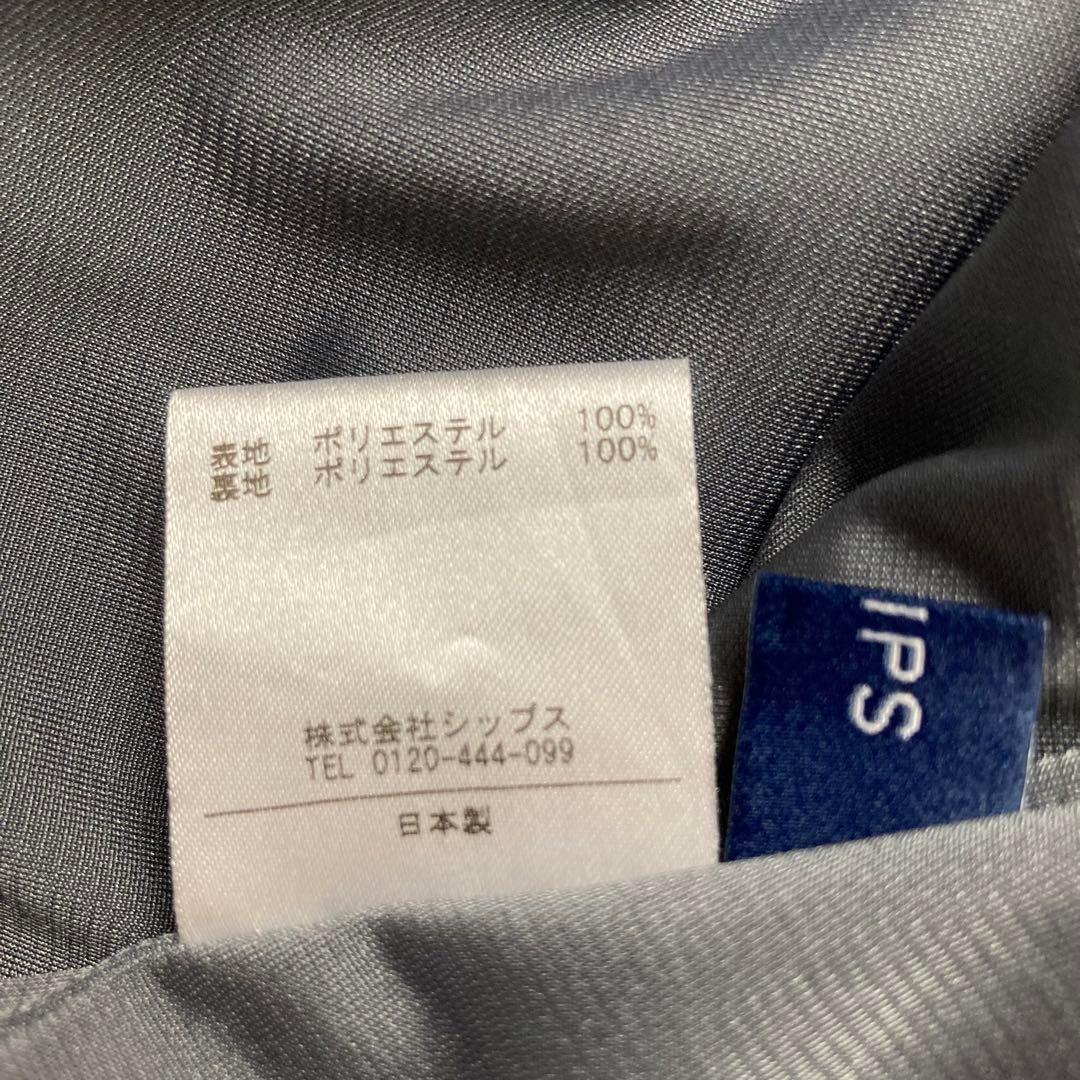 表地 ポリエステル 100%
裏地 ポリエステル 100%
株式会社シップス
TEL 0120-444-099
日本製
IPS